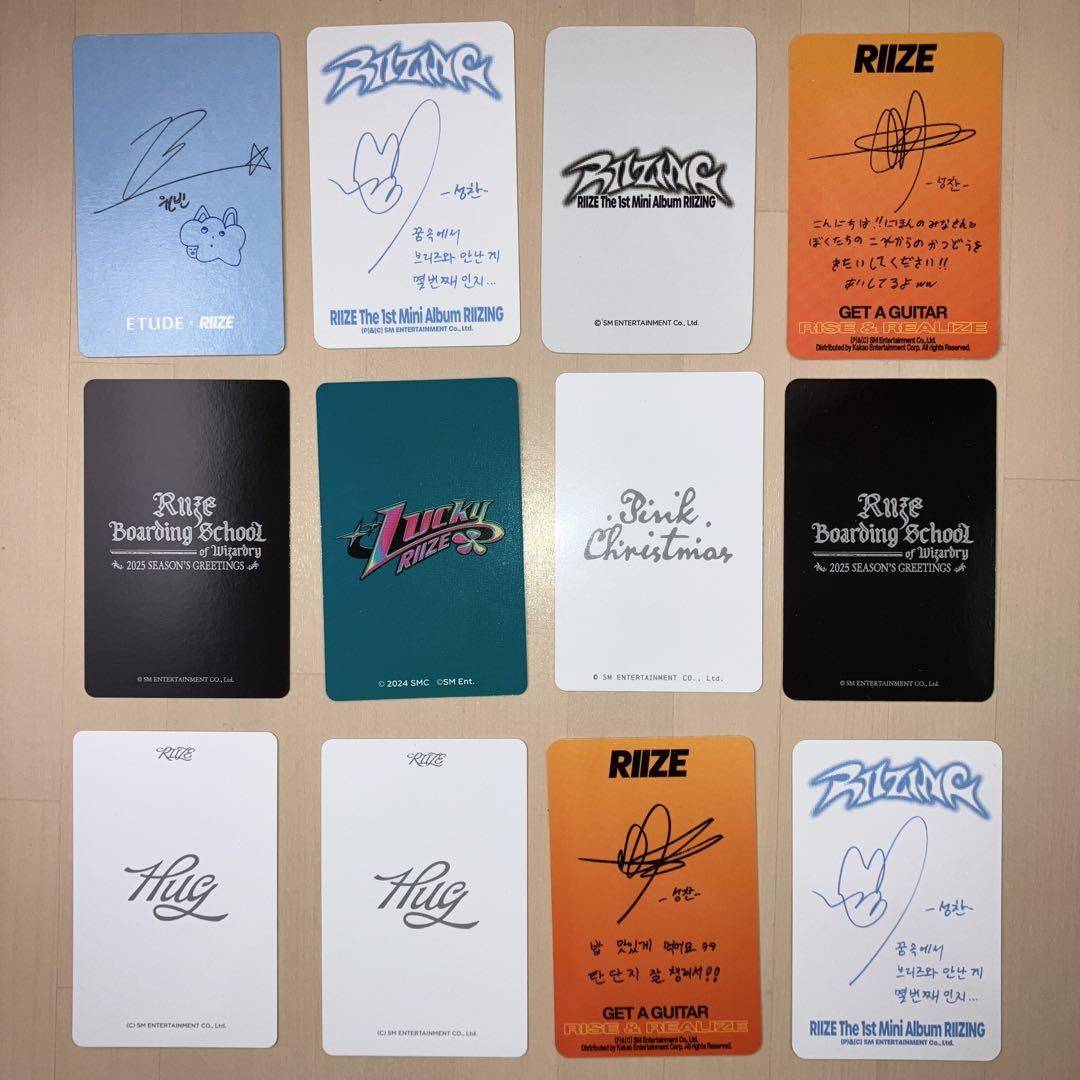 원빈
ETUDE × RIIZE
RIIZING
-성찬-
꿈속에서
브리즈와 만난 게
몇번째 인지...
RIIZE The 1st Mini Album RIIZING
(P)&(C) SM ENTERTAINMENT Co., Ltd.
RIIZING
RIIZE The 1st Mini Album RIIZING
© SM ENTERTAINMENT Co., Ltd.
RIIZE
-성찬-
こんにちは!!にほんのみなさん。
ぼくたちの これからの かつどうを
きたいしてください!!
あいしてるよ ww
GET A GUITAR
RISE & REALIZE
(P)&(C) SM ENTERTAINMENT Co., Ltd.
Distributed by Kakao Entertainment Corp. All rights Reserved.
RIIZE
Boarding School
of Wizardry
2025 SEASON'S GREETINGS
© SM ENTERTAINMENT CO., Ltd.
Lucky
RIIZE
© 2024 SMC ©SM Ent.
Pink
Christmas
© SM ENTERTAINMENT CO., Ltd.
RIIZE
Boarding School
of Wizardry
2025 SEASON'S GREETINGS
© SM ENTERTAINMENT CO., Ltd.
RIIZE
Hug
(C) SM ENTERTAINMENT CO., Ltd.
RIIZE
Hug
(C) SM ENTERTAINMENT CO., Ltd.
RIIZE
-성찬-
밥 맛있게 먹어요 ㄱㄱ
탄단지 잘 챙겨서!!
GET A GUITAR
RISE & REALIZE
(P)&(C) SM ENTERTAINMENT Co., Ltd.
Distributed by Kakao Entertainment Corp. All rights Reserved.
RIIZING
-성찬-
꿈속에서
브리즈와 만난 게
몇번째 인지...
RIIZE The 1st Mini Album RIIZING
(P)&(C) SM ENTERTAINMENT Co., Ltd.